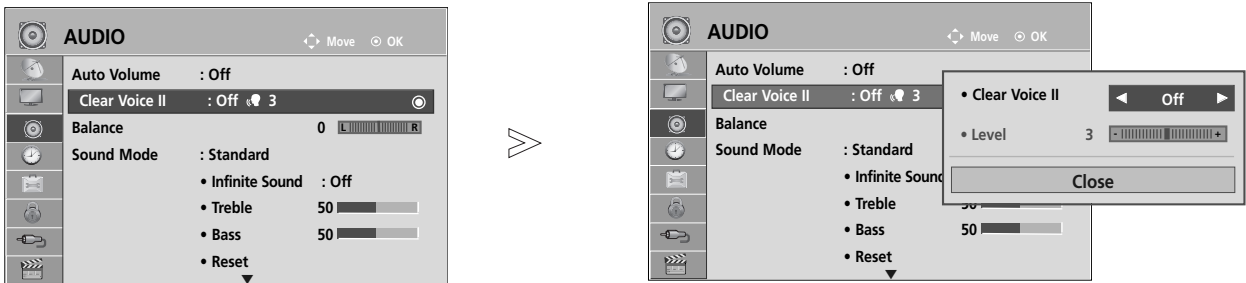 AUDIO
Move OK
Auto Volume : Off
Clear Voice II : Off 3
Balance 0 L R
Sound Mode : Standard
• Infinite Sound : Off
• Treble 50
• Bass 50
• Reset
AUDIO
Move OK
Auto Volume : Off
Clear Voice II : Off 3
Balance
Sound Mode : Standard
• Infinite Sound
• Treble 50
• Bass 50
• Reset
• Clear Voice II Off
• Level 3 - +
Close